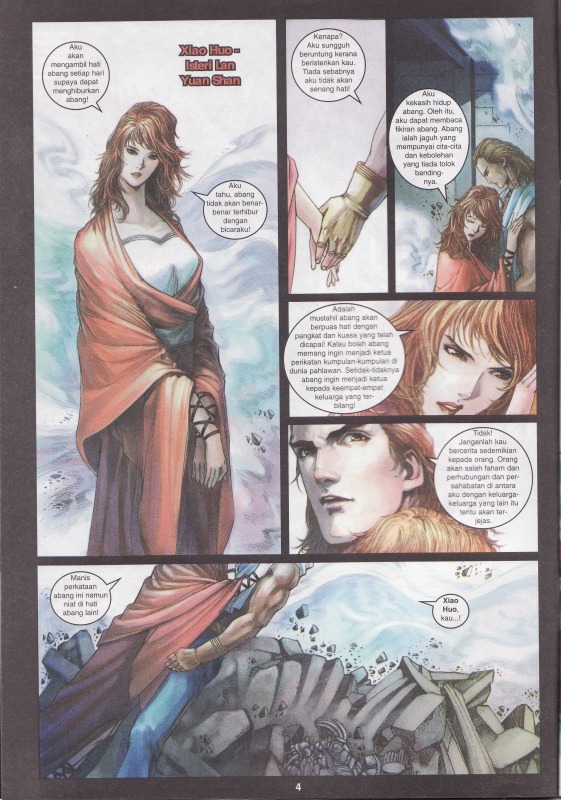 Aku
akan
mengambil hati
abang setiap hari
supaya dapat
menghiburkan
abang!
Xiao Huo -
Isteri Lan
Yuan Shan
Aku
tahu, abang
tidak akan benar-
benar terhibur
dengan
bicaraku!
Kenapa?
Aku sungguh
beruntung kerana
beristerikan kau.
Tiada sebabnya
aku tidak akan
senang hati!
Aku
kekasih hidup
abang. Oleh itu,
aku dapat membaca
fikiran abang. Abang
ialah jaguh yang
mempunyai cita-cita
dan kebolehan
yang tiada tolok
banding-
nya.
Adalah
mustahil abang akan
berpuas hati dengan
pangkat dan kuasa yang telah
dicapai! Kalau boleh abang
memang ingin menjadi ketua
perikatan kumpulan-kumpulan di
dunia pahlawan. Setidak-tidaknya
abang ingin menjadi ketua
kepada keempat-empat
keluarga yang ter-
bilang!
Tidak!
Janganlah kau
bercerita sedemikian
kepada orang. Orang
akan salah faham dan
perhubungan dan per-
sahabatan di antara
aku dengan keluarga-
keluarga yang lain itu
tentu akan ter-
jejas.
Manis
perkataan
abang ini namun
niat di hati
abang lain!
Xiao
Huo,
kau...!
4